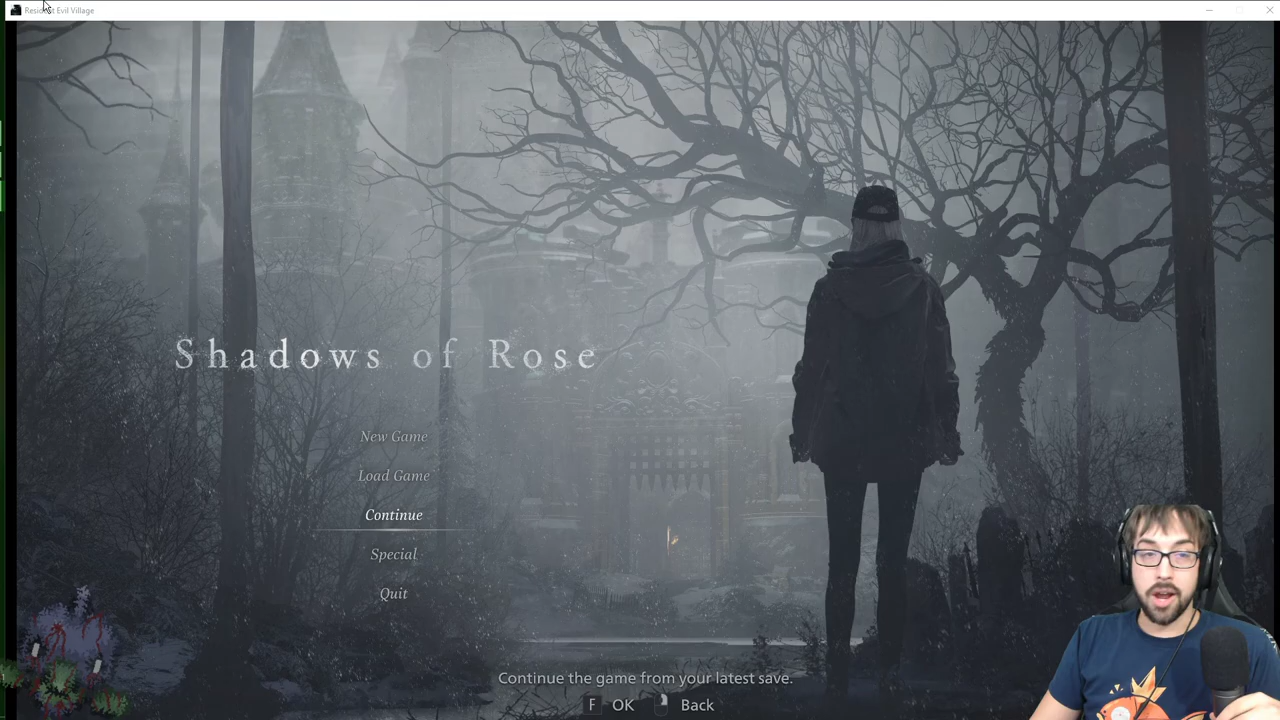 Resident Evil Village
Shadows of Rose
New Game
Load Game
Continue
Special
Quit
Continue the game from your latest save.
F OK Back